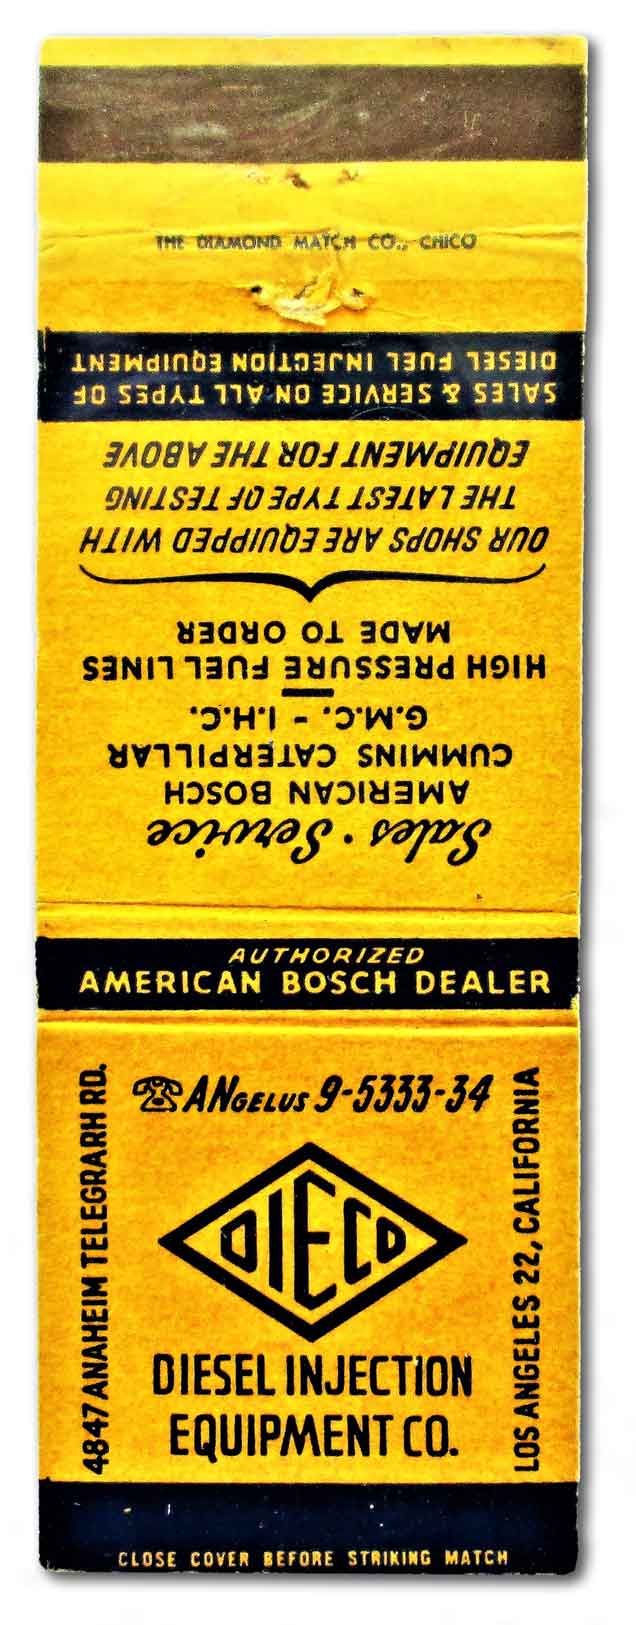 THE DIAMOND MATCH CO., CHICO
Sales · Service
AMERICAN BOSCH
CUMMINS CATERPILLAR
G.M.C. - I.H.C.
HIGH PRESSURE FUEL LINES
MADE TO ORDER
OUR SHOPS ARE EQUIPPED WITH
THE LATEST TYPE OF TESTING
EQUIPMENT FOR THE ABOVE
SALES & SERVICE ON ALL TYPES OF
DIESEL FUEL INJECTION EQUIPMENT
AUTHORIZED
AMERICAN BOSCH DEALER
ANGELUS 9-5333-34
4847 ANAHEIM TELEGRARH RD.
DIECO
LOS ANGELES 22, CALIFORNIA
DIESEL INJECTION
EQUIPMENT CO.
CLOSE COVER BEFORE STRIKING MATCH